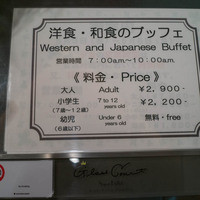 洋食・和食のブッフェ
Western and Japanese Buffet
営業時間 7:00a.m~10:00a.m
《 料金・ Price 》
大人 Adult ¥2,900-
小学生 7 to 12 ¥2,200-
(7歳~12歳) years old
幼児 Under 6 無料・free
(6歳以下) years old